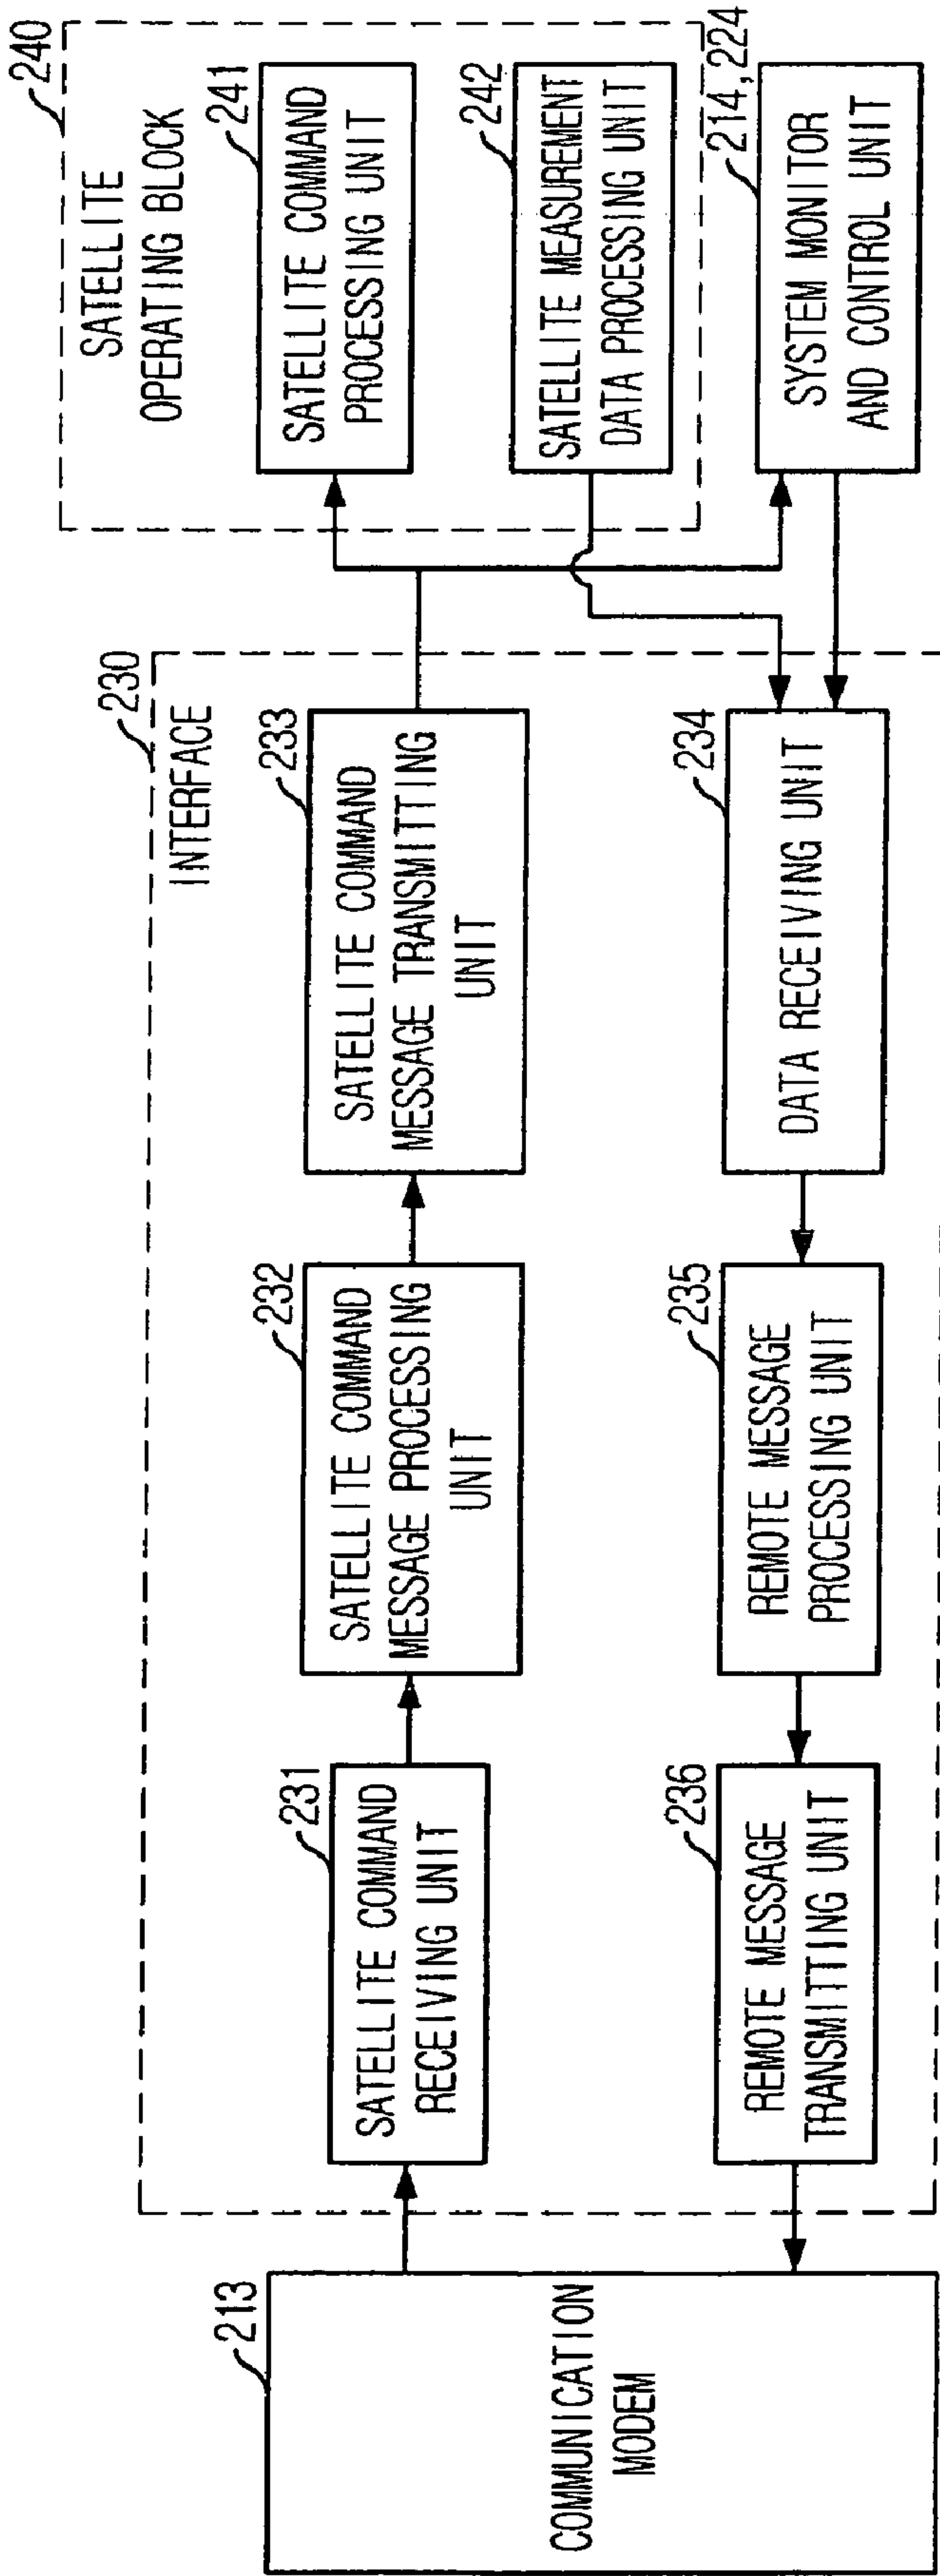 240
SATELLITE
OPERATING BLOCK
241
SATELLITE COMMAND
PROCESSING UNIT
242
SATELLITE MEASUREMENT
DATA PROCESSING UNIT
214,224
SYSTEM MONITOR
AND CONTROL UNIT
230
INTERFACE
233
SATELLITE COMMAND
MESSAGE TRANSMITTING
UNIT
234
DATA RECEIVING UNIT
232
SATELLITE COMMAND
MESSAGE PROCESSING
UNIT
235
REMOTE MESSAGE
PROCESSING UNIT
231
SATELLITE COMMAND
RECEIVING UNIT
236
REMOTE MESSAGE
TRANSMITTING UNIT
213
COMMUNICATION
MODEM